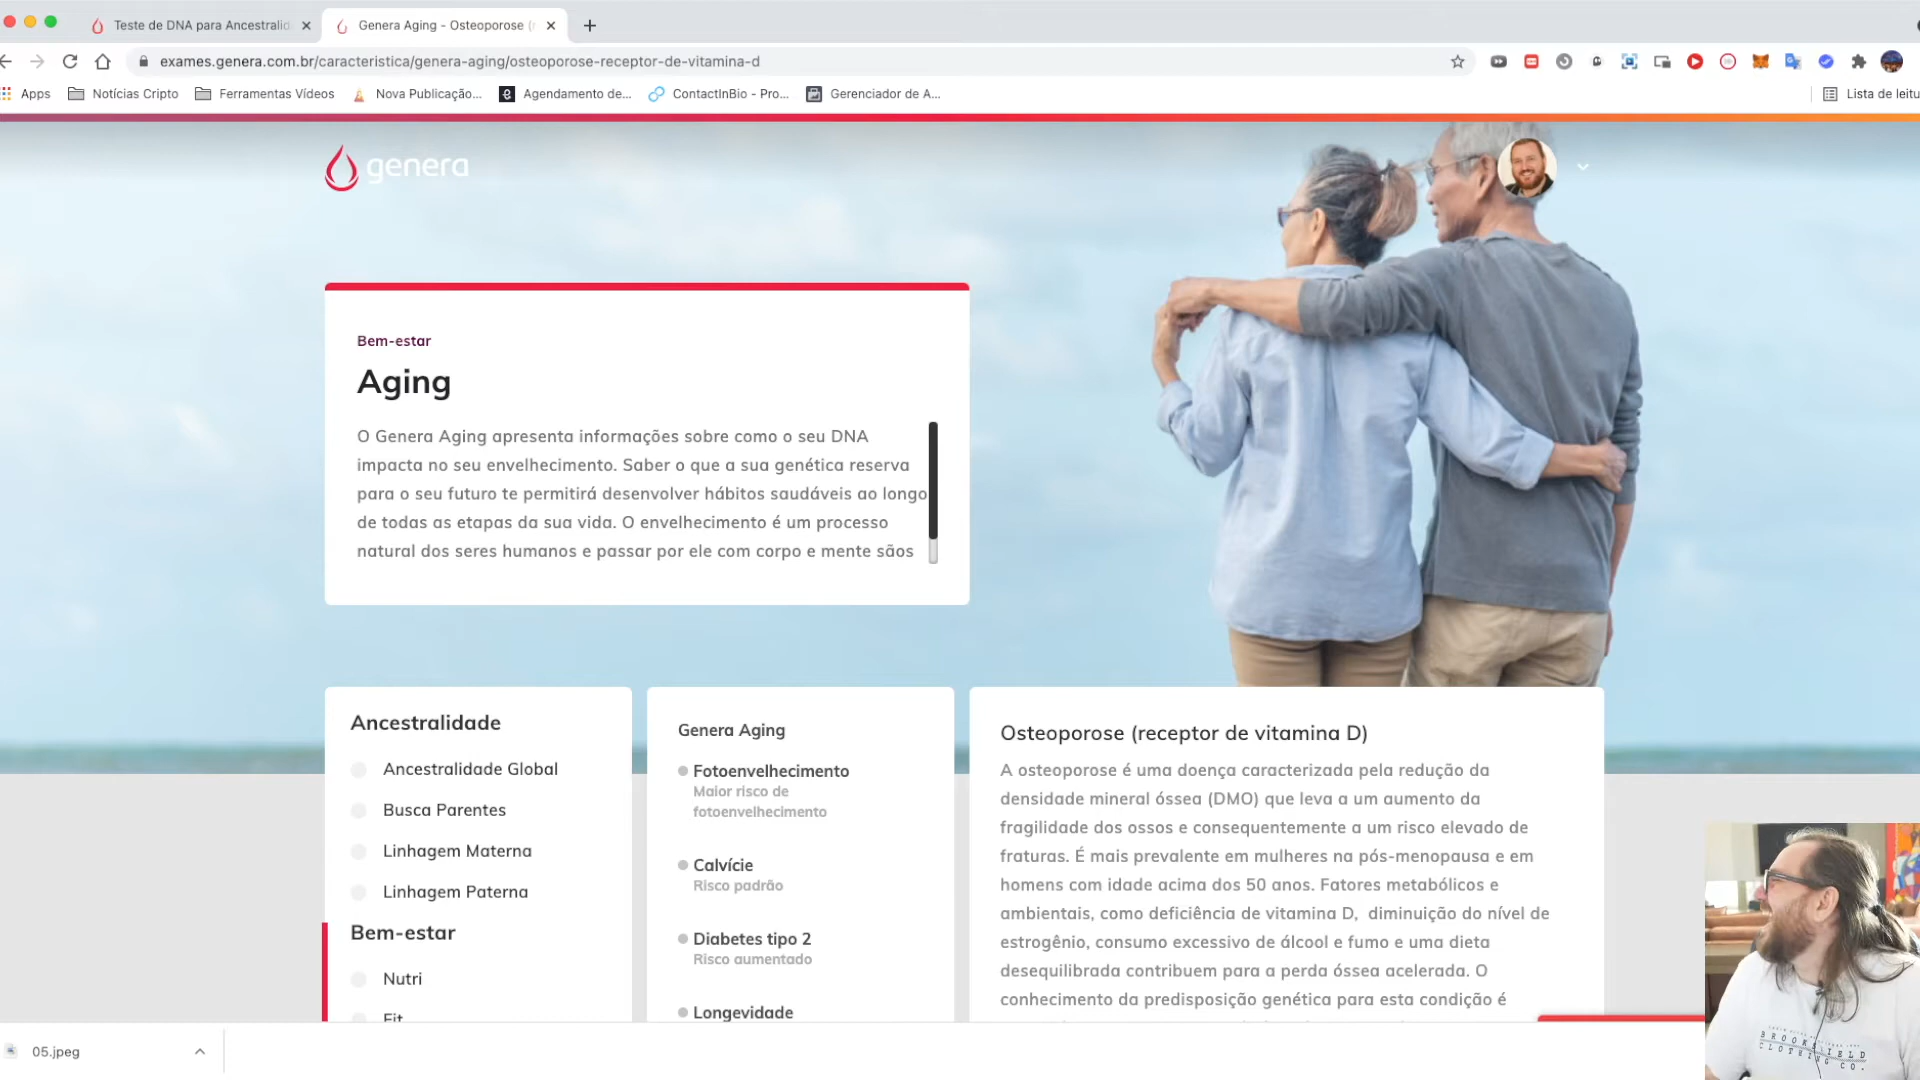 Teste de DNA para Ancestralid
Genera Aging - Osteoporose (r
exames.genera.com.br/caracteristica/genera-aging/osteoporose-receptor-de-vitamina-d
Apps
Notícias Cripto
Ferramentas Vídeos
Nova Publicação...
Agendamento de...
ContactInBio - Pro...
Gerenciador de A...
Lista de leitu
genera
Bem-estar
Aging
O Genera Aging apresenta informações sobre como o seu DNA
impacta no seu envelhecimento. Saber o que a sua genética reserva
para o seu futuro te permitirá desenvolver hábitos saudáveis ao longo
de todas as etapas da sua vida. O envelhecimento é um processo
natural dos seres humanos e passar por ele com corpo e mente sãos
Ancestralidade
Ancestralidade Global
Busca Parentes
Linhagem Materna
Linhagem Paterna
Bem-estar
Nutri
Fit
Genera Aging
Fotoenvelhecimento
Maior risco de
fotoenvelhecimento
Calvície
Risco padrão
Diabetes tipo 2
Risco aumentado
Longevidade
Osteoporose (receptor de vitamina D)
A osteoporose é uma doença caracterizada pela redução da
densidade mineral óssea (DMO) que leva a um aumento da
fragilidade dos ossos e consequentemente a um risco elevado de
fraturas. É mais prevalente em mulheres na pós-menopausa e em
homens com idade acima dos 50 anos. Fatores metabólicos e
ambientais, como deficiência de vitamina D, diminuição do nível de
estrogênio, consumo excessivo de álcool e fumo e uma dieta
desequilibrada contribuem para a perda óssea acelerada. O
conhecimento da predisposição genética para esta condição é
05.jpeg
BROOKSFIELD
CLOTHING CO.